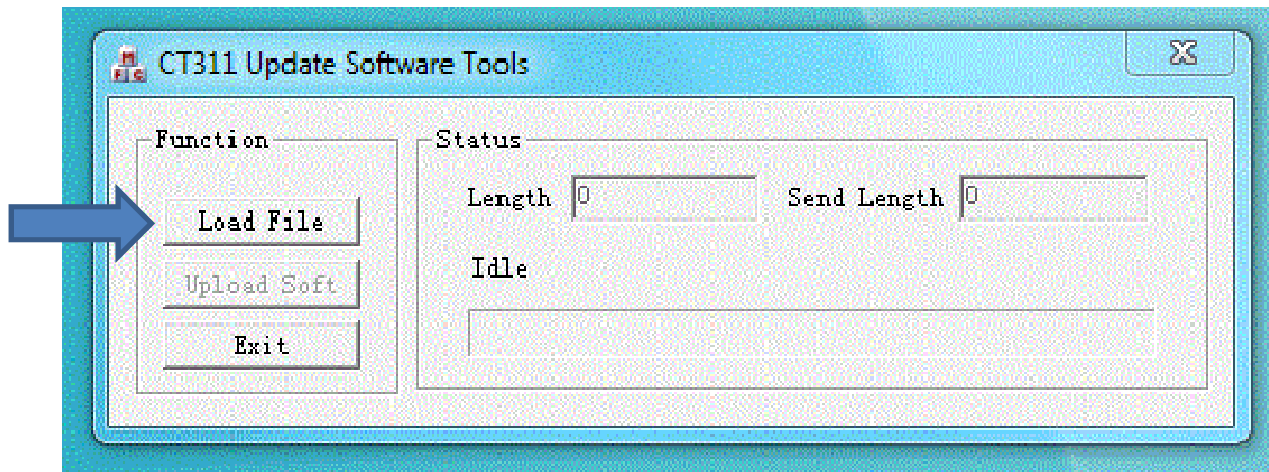 CT311 Update Software Tools
Function
Load File
Upload Soft
Exit
Status
Length 0 Send Length 0
Idle